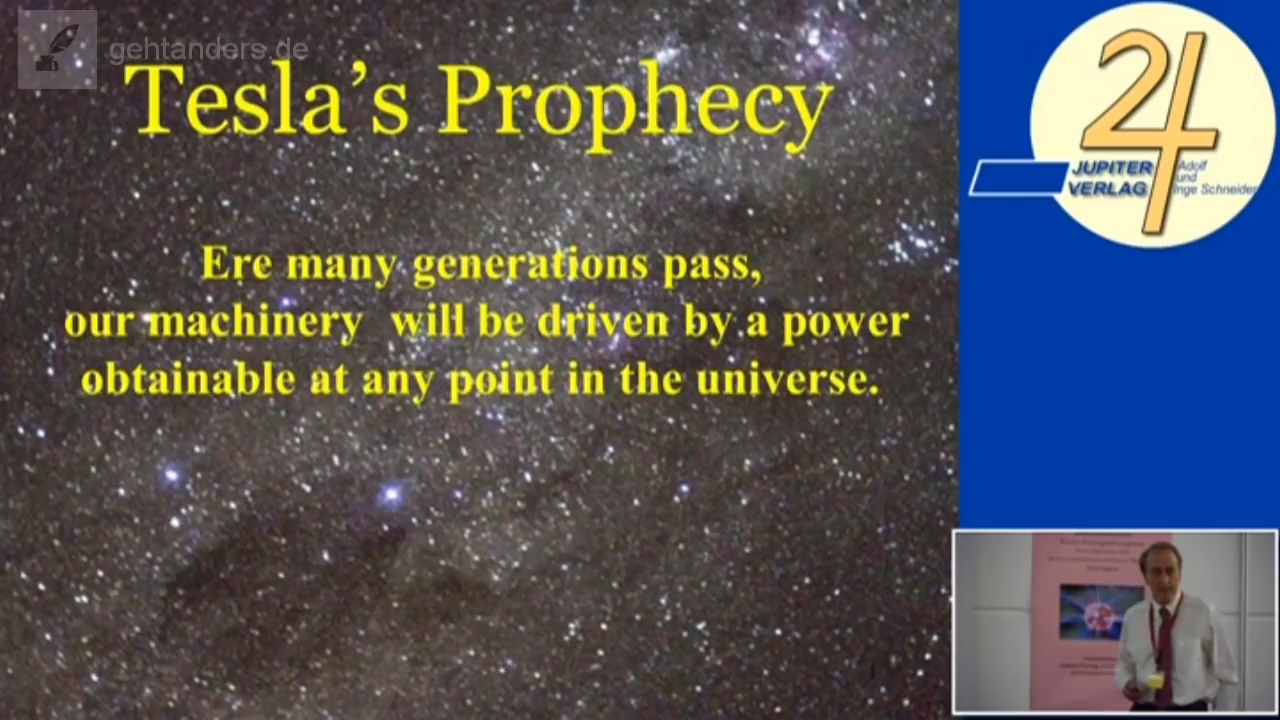 gehtanders.de
Tesla's Prophecy
Ere many generations pass,
our machinery will be driven by a power
obtainable at any point in the universe.
JUPITER
VERLAG
Adolf
und
Inge Schneider